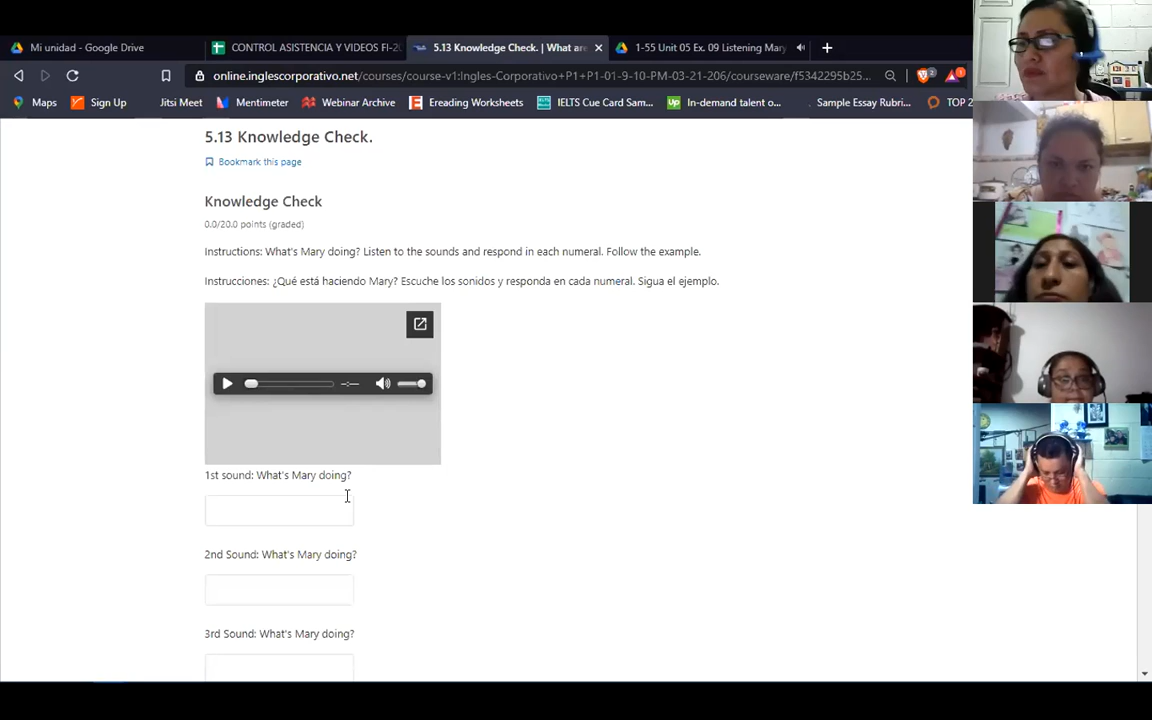 Mi unidad - Google Drive
CONTROL ASISTENCIA Y VIDEOS FI-20
5.13 Knowledge Check. | What are
1-55 Unit 05 Ex. 09 Listening Mary
online.inglescorporativo.net/courses/course-v1:Ingles-Corporativo+P1+P1-01-9-10-PM-03-21-206/courseware/f5342295b25...
2
1
Maps
Sign Up
Jitsi Meet
Mentimeter
Webinar Archive
Ereading Worksheets
IELTS Cue Card Sam...
In-demand talent o...
Sample Essay Rubri...
TOP 2
5.13 Knowledge Check.
Bookmark this page
Knowledge Check
0.0/20.0 points (graded)
Instructions: What's Mary doing? Listen to the sounds and respond in each numeral. Follow the example.
Instrucciones: ¿Qué está haciendo Mary? Escuche los sonidos y responda en cada numeral. Sigua el ejemplo.
-:--
1st sound: What's Mary doing?
2nd Sound: What's Mary doing?
3rd Sound: What's Mary doing?